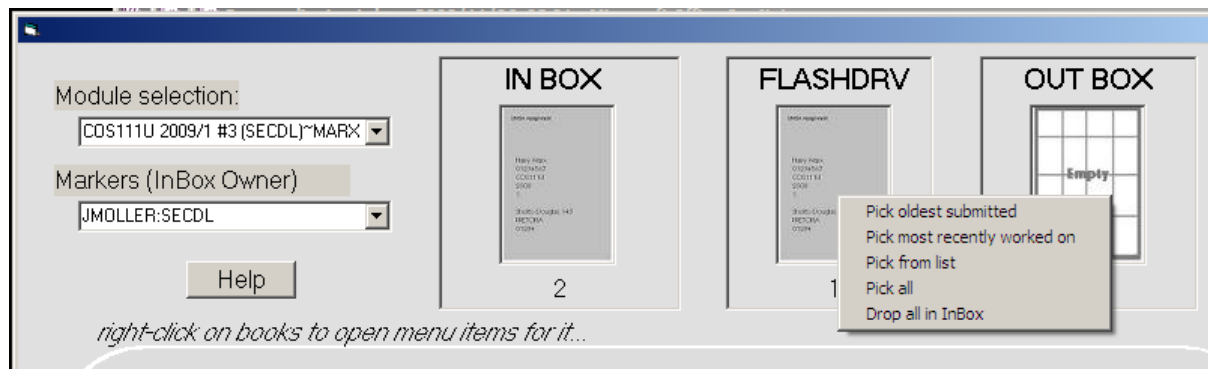 IN BOX
FLASHDRV
OUT BOX
Module selection:
COS111U 2009/1 #3 (SECDL)~MARX
Markers (InBox Owner)
JMOLLER:SECDL
Help
2
1
Empty
Pick oldest submitted
Pick most recently worked on
Pick from list
Pick all
Drop all in InBox
right-click on books to open menu items for it...